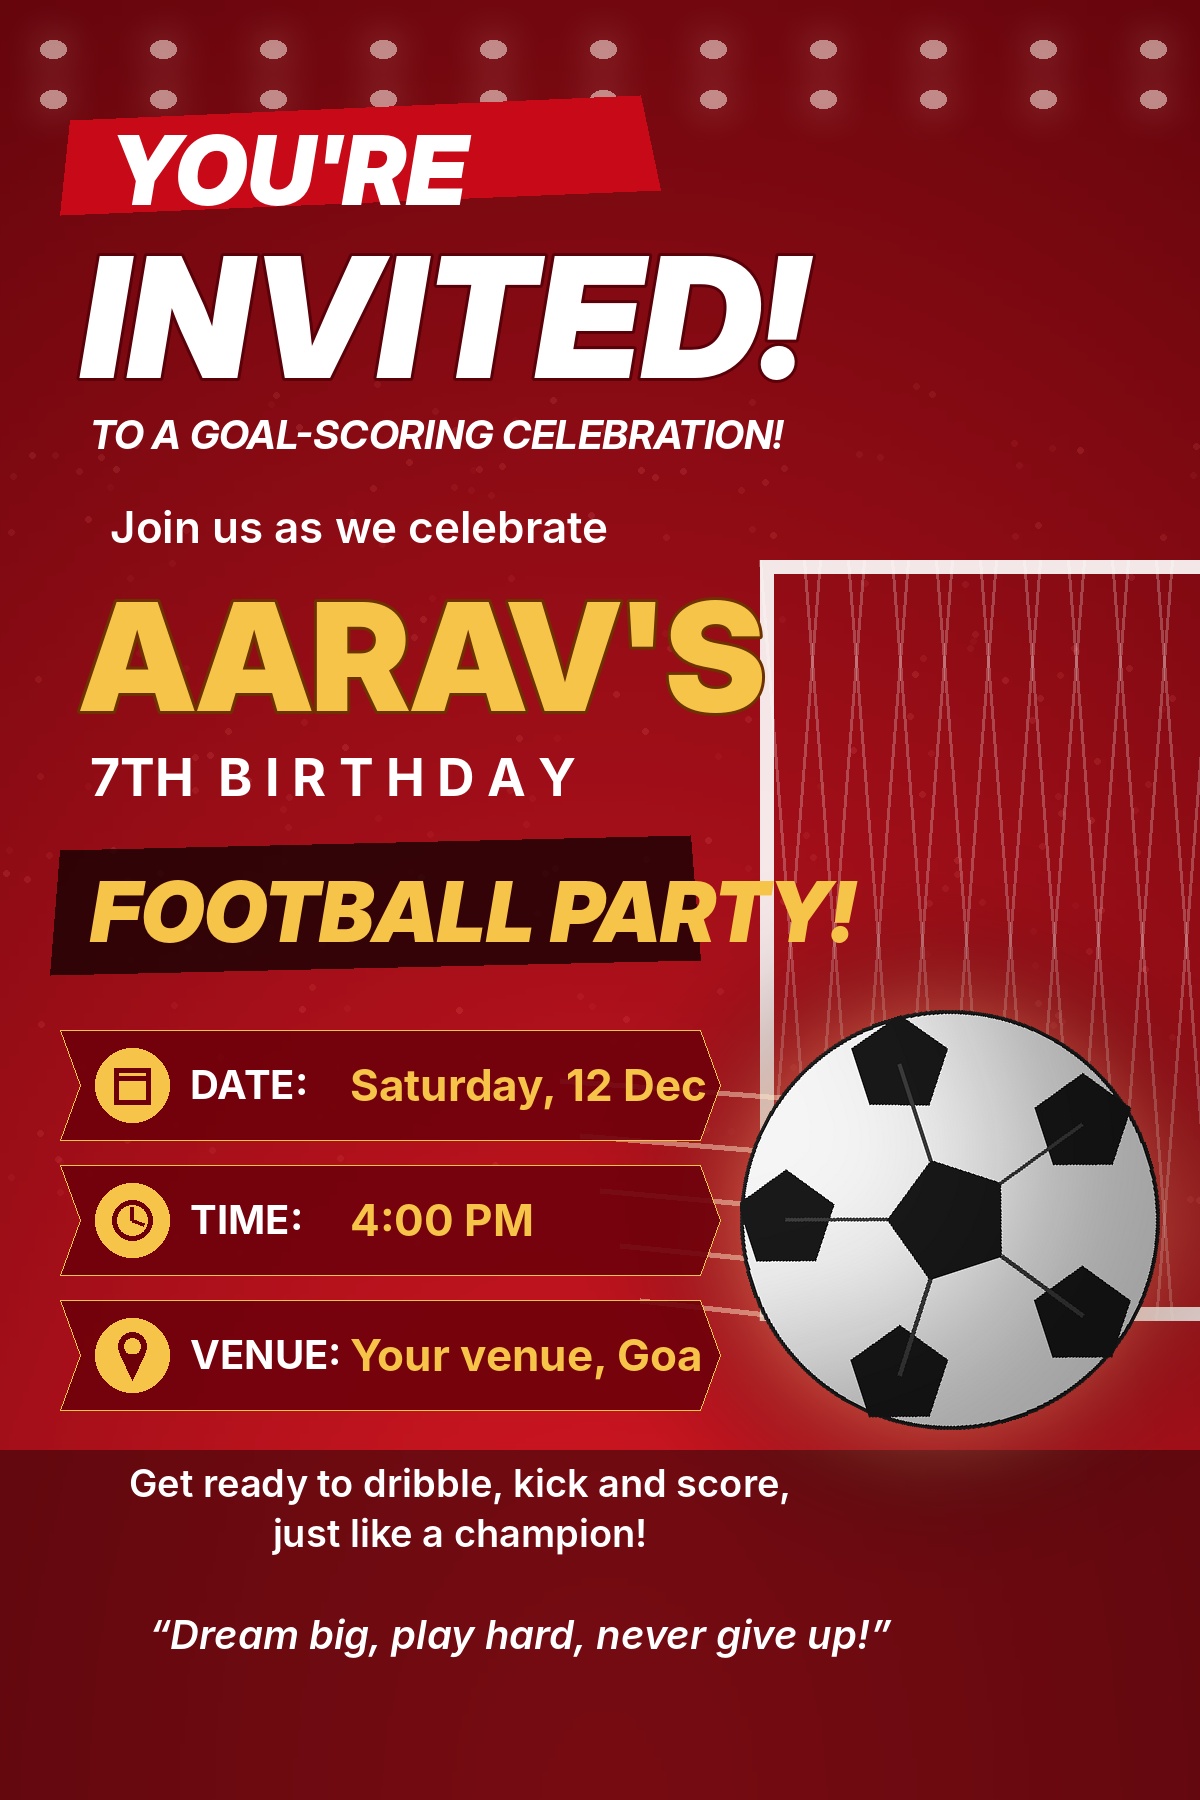 YOU'RE
INVITED!
TO A GOAL-SCORING CELEBRATION!
Join us as we celebrate
AARAV'S
7TH BIRTHDAY
FOOTBALL PARTY!
DATE: Saturday, 12 Dec
TIME: 4:00 PM
VENUE: Your venue, Goa
Get ready to dribble, kick and score,
just like a champion!
“Dream big, play hard, never give up!”